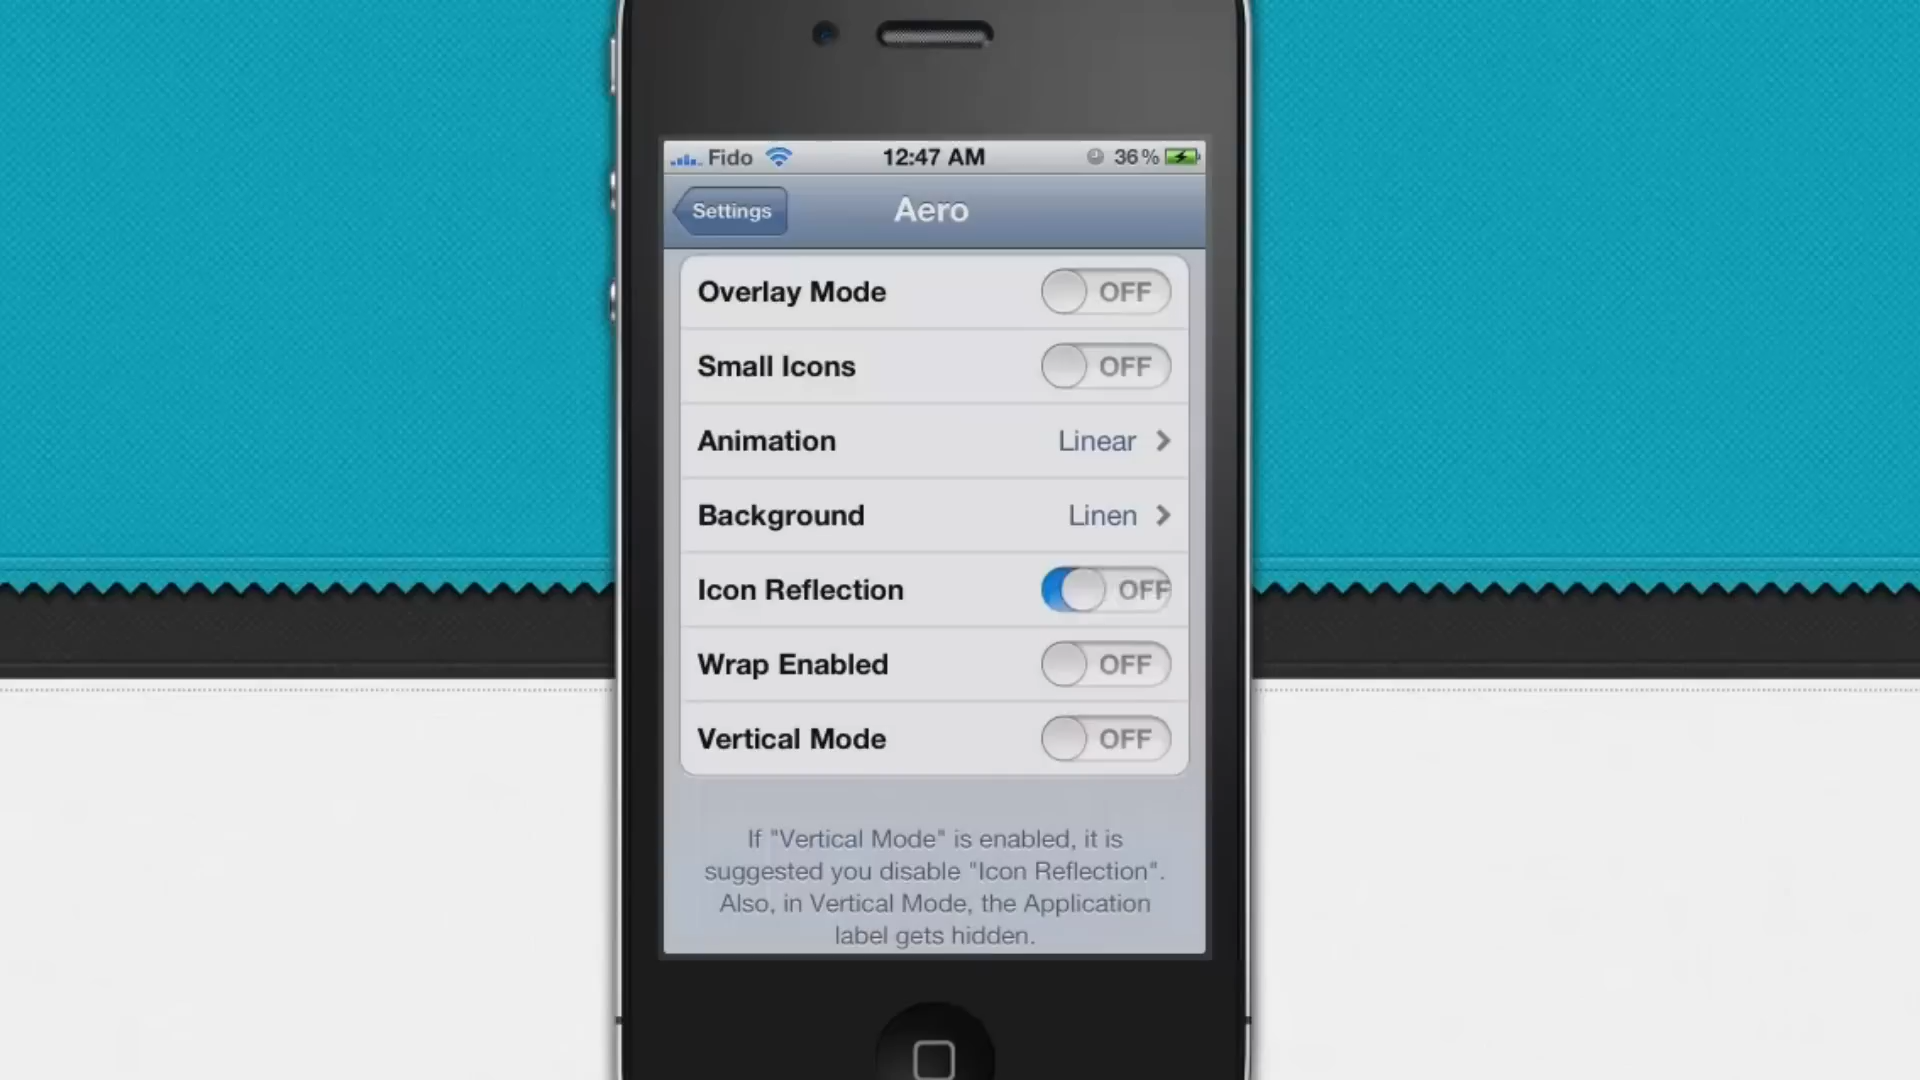 Fido 12:47 AM 36%
Settings Aero
Overlay Mode OFF
Small Icons OFF
Animation Linear
Background Linen
Icon Reflection OFF
Wrap Enabled OFF
Vertical Mode OFF
If "Vertical Mode" is enabled, it is
suggested you disable "Icon Reflection".
Also, in Vertical Mode, the Application
label gets hidden.